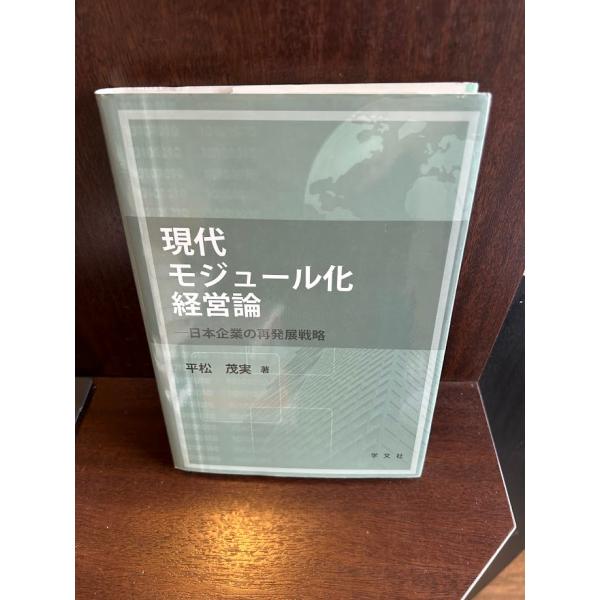 現代
モジュール化
経営論
―日本企業の再発展戦略
平松 茂実 著
学文社